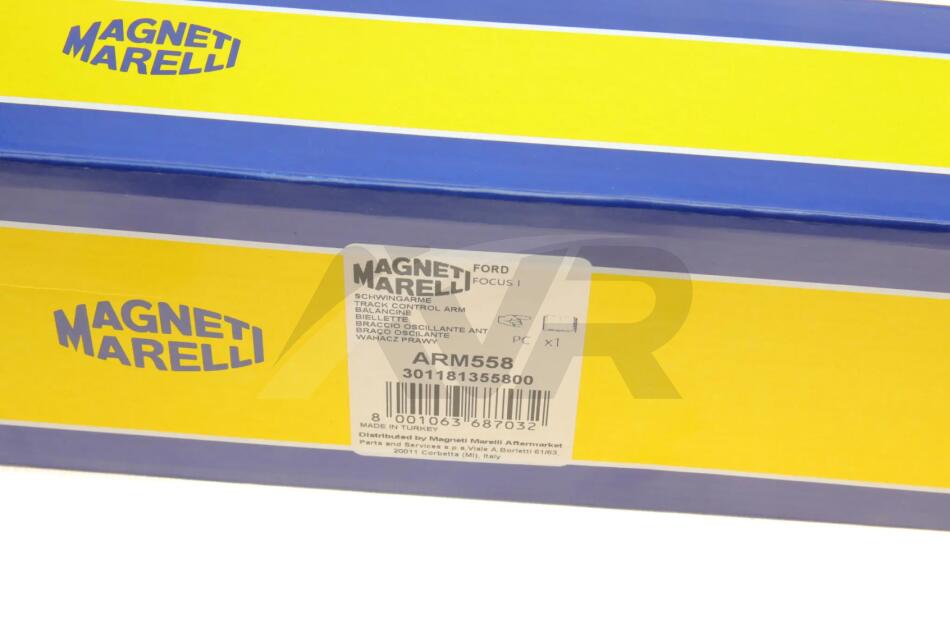 MAGNETI
MARELLI
MAGNETI
MARELLI
MAGNETI
MARELLI
FORD
FOCUS I
SCHWINGARME
TRACK CONTROL ARM
BALANCINE
BIELLETTE
BRACCIO OSCILLANTE ANT
BRAÇO OSCILANTE
WAHACZ PRAWY
PC x1
ARM558
301181355800
8 001063 687032
MADE IN TURKEY
Distributed by Magneti Marelli Aftermarket
Parts and Services s.p.a, Viale A. Borletti 61/63,
20011 Corbetta (MI), Italy
AVR